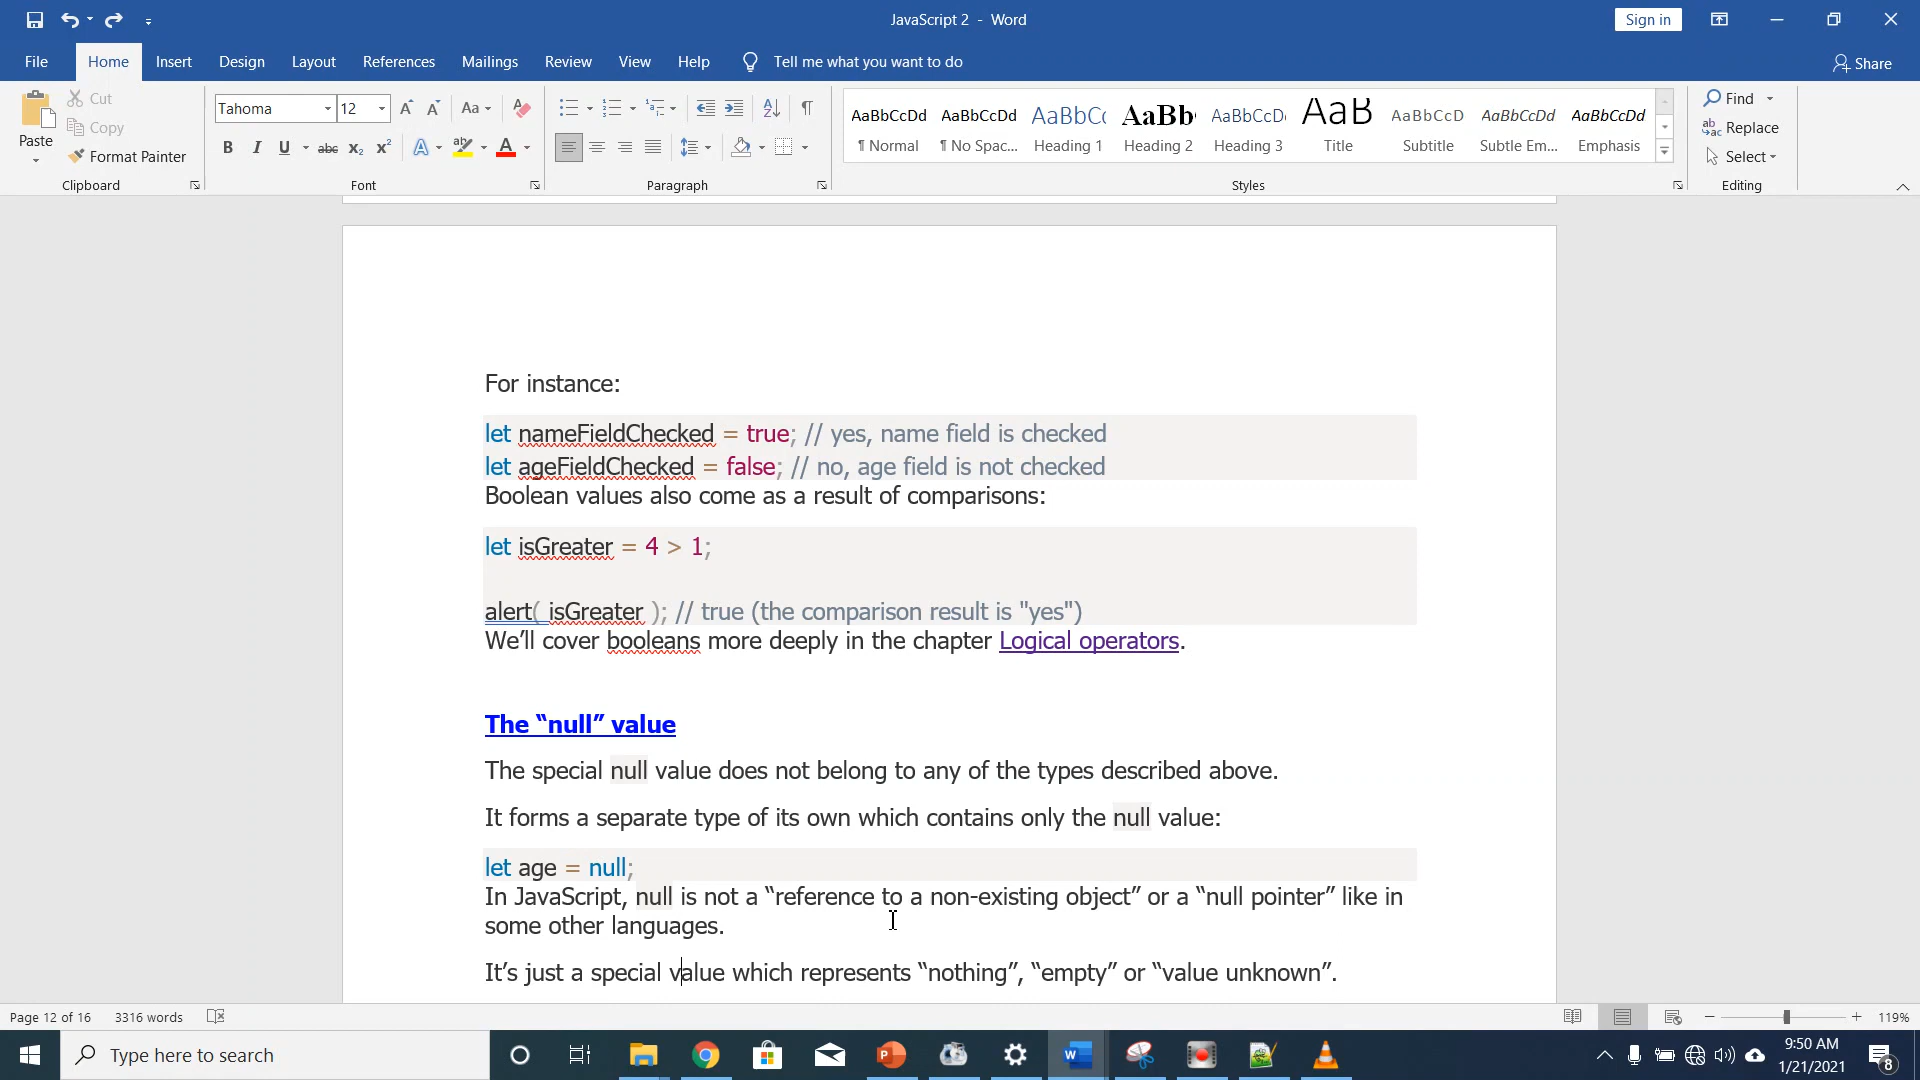 JavaScript 2 - Word
Sign in
File Home Insert Design Layout References Mailings Review View Help Tell me what you want to do Share
Paste
Cut
Copy
Format Painter
Clipboard
Tahoma 12
Font
Paragraph
AaBbCcDd AaBbCcDd AaBbC( AaBb( AaBbCcD( AaB AaBbCcD AaBbCcDd AaBbCcDd
¶ Normal ¶ No Spac... Heading 1 Heading 2 Heading 3 Title Subtitle Subtle Em... Emphasis
Styles
Find
Replace
Select
Editing
For instance:
let nameFieldChecked = true; // yes, name field is checked
let ageFieldChecked = false; // no, age field is not checked
Boolean values also come as a result of comparisons:
let isGreater = 4 > 1;
alert( isGreater ); // true (the comparison result is "yes")
We’ll cover booleans more deeply in the chapter Logical operators.
The “null” value
The special null value does not belong to any of the types described above.
It forms a separate type of its own which contains only the null value:
let age = null;
In JavaScript, null is not a “reference to a non-existing object” or a “null pointer” like in
some other languages.
It’s just a special value which represents “nothing”, “empty” or “value unknown”.
Page 12 of 16 3316 words 119%
Type here to search
9:50 AM
1/21/2021
8